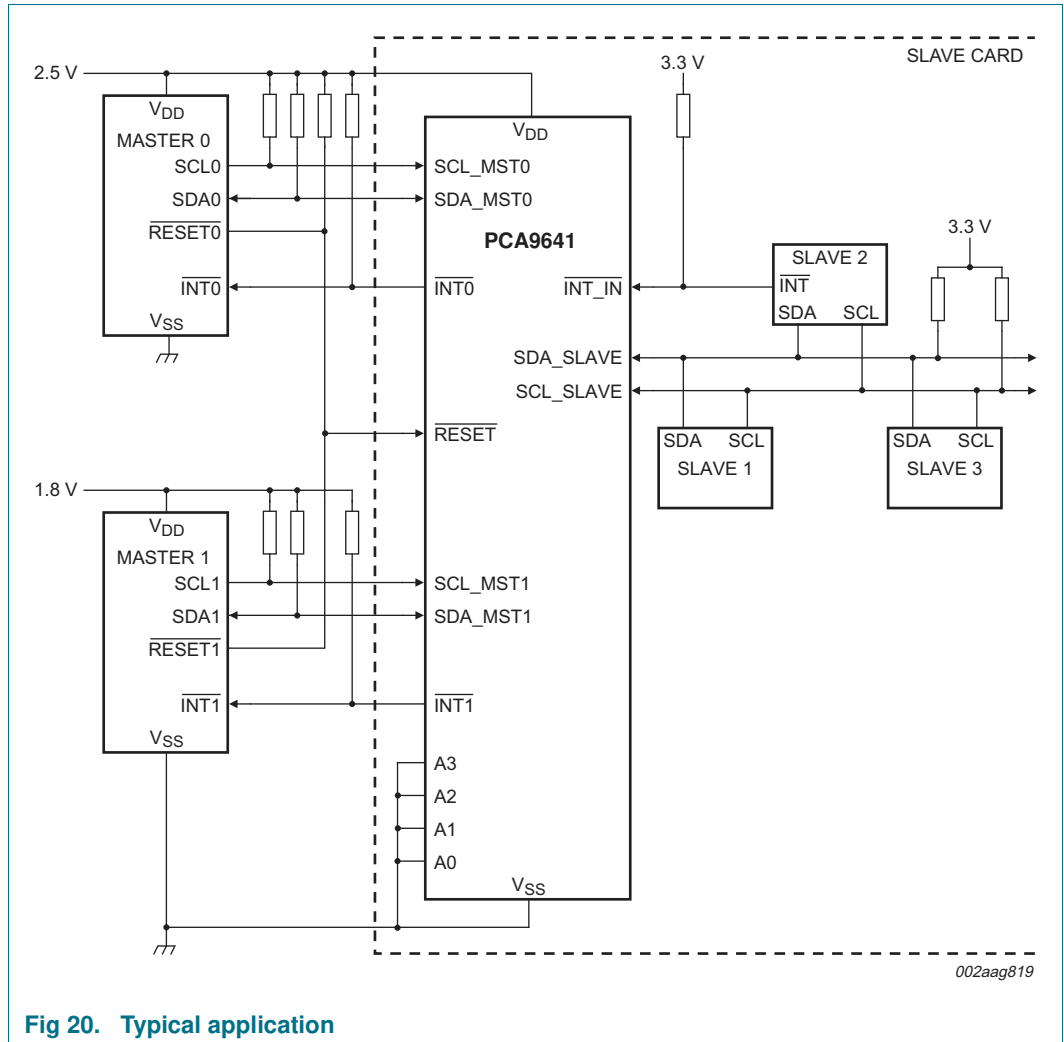 SLAVE CARD
2.5 V
3.3 V
VDD
MASTER 0
SCL0
SDA0
RESET0
INT0
VSS
VDD
SCL_MST0
SDA_MST0
PCA9641
INT0
INT_IN
SLAVE 2
INT
SDA SCL
3.3 V
SDA_SLAVE
SCL_SLAVE
RESET
SDA SCL
SLAVE 1
SDA SCL
SLAVE 3
1.8 V
VDD
MASTER 1
SCL1
SDA1
RESET1
INT1
VSS
SCL_MST1
SDA_MST1
INT1
A3
A2
A1
A0
VSS
002aag819
Fig 20. Typical application